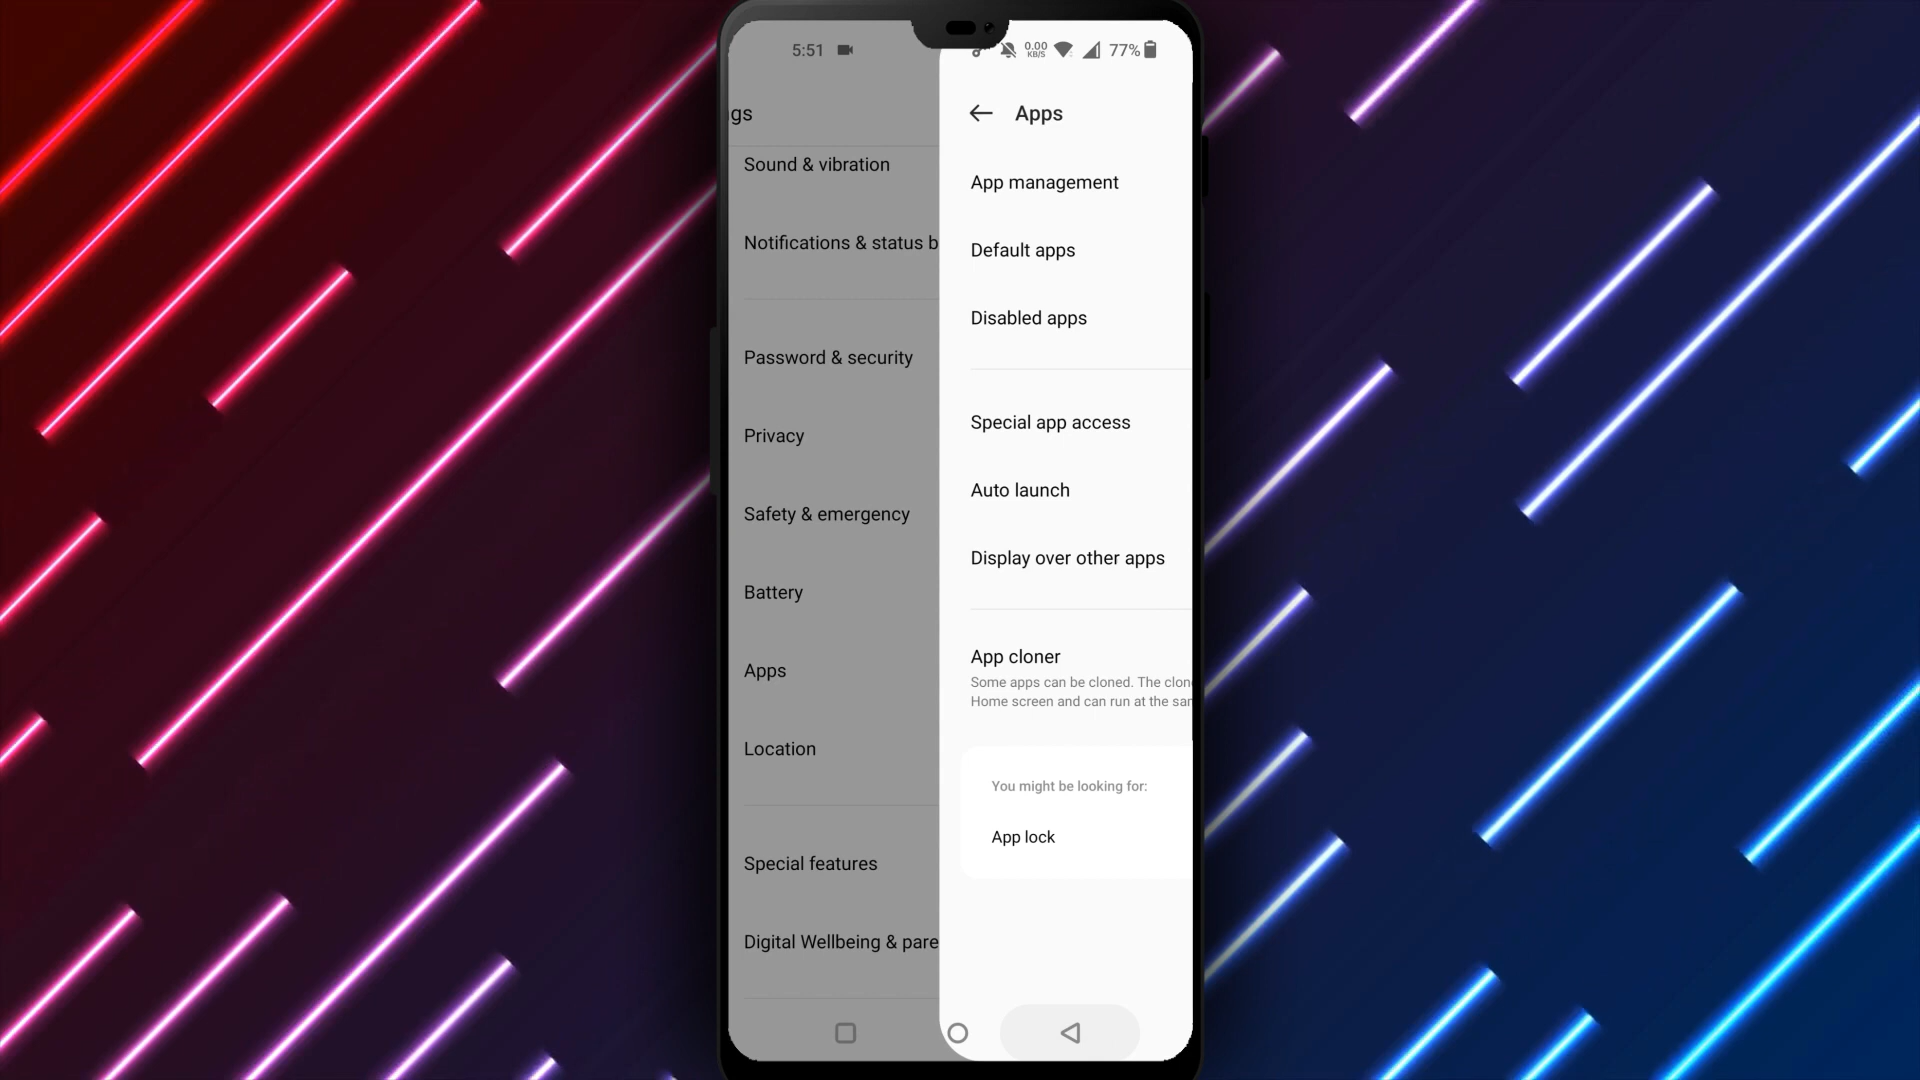 5:51
0.00
KB/S
77%
gs
Sound & vibration
Notifications & status b
Password & security
Privacy
Safety & emergency
Battery
Apps
Location
Special features
Digital Wellbeing & pare
Apps
App management
Default apps
Disabled apps
Special app access
Auto launch
Display over other apps
App cloner
Some apps can be cloned. The clon
Home screen and can run at the sa
You might be looking for:
App lock